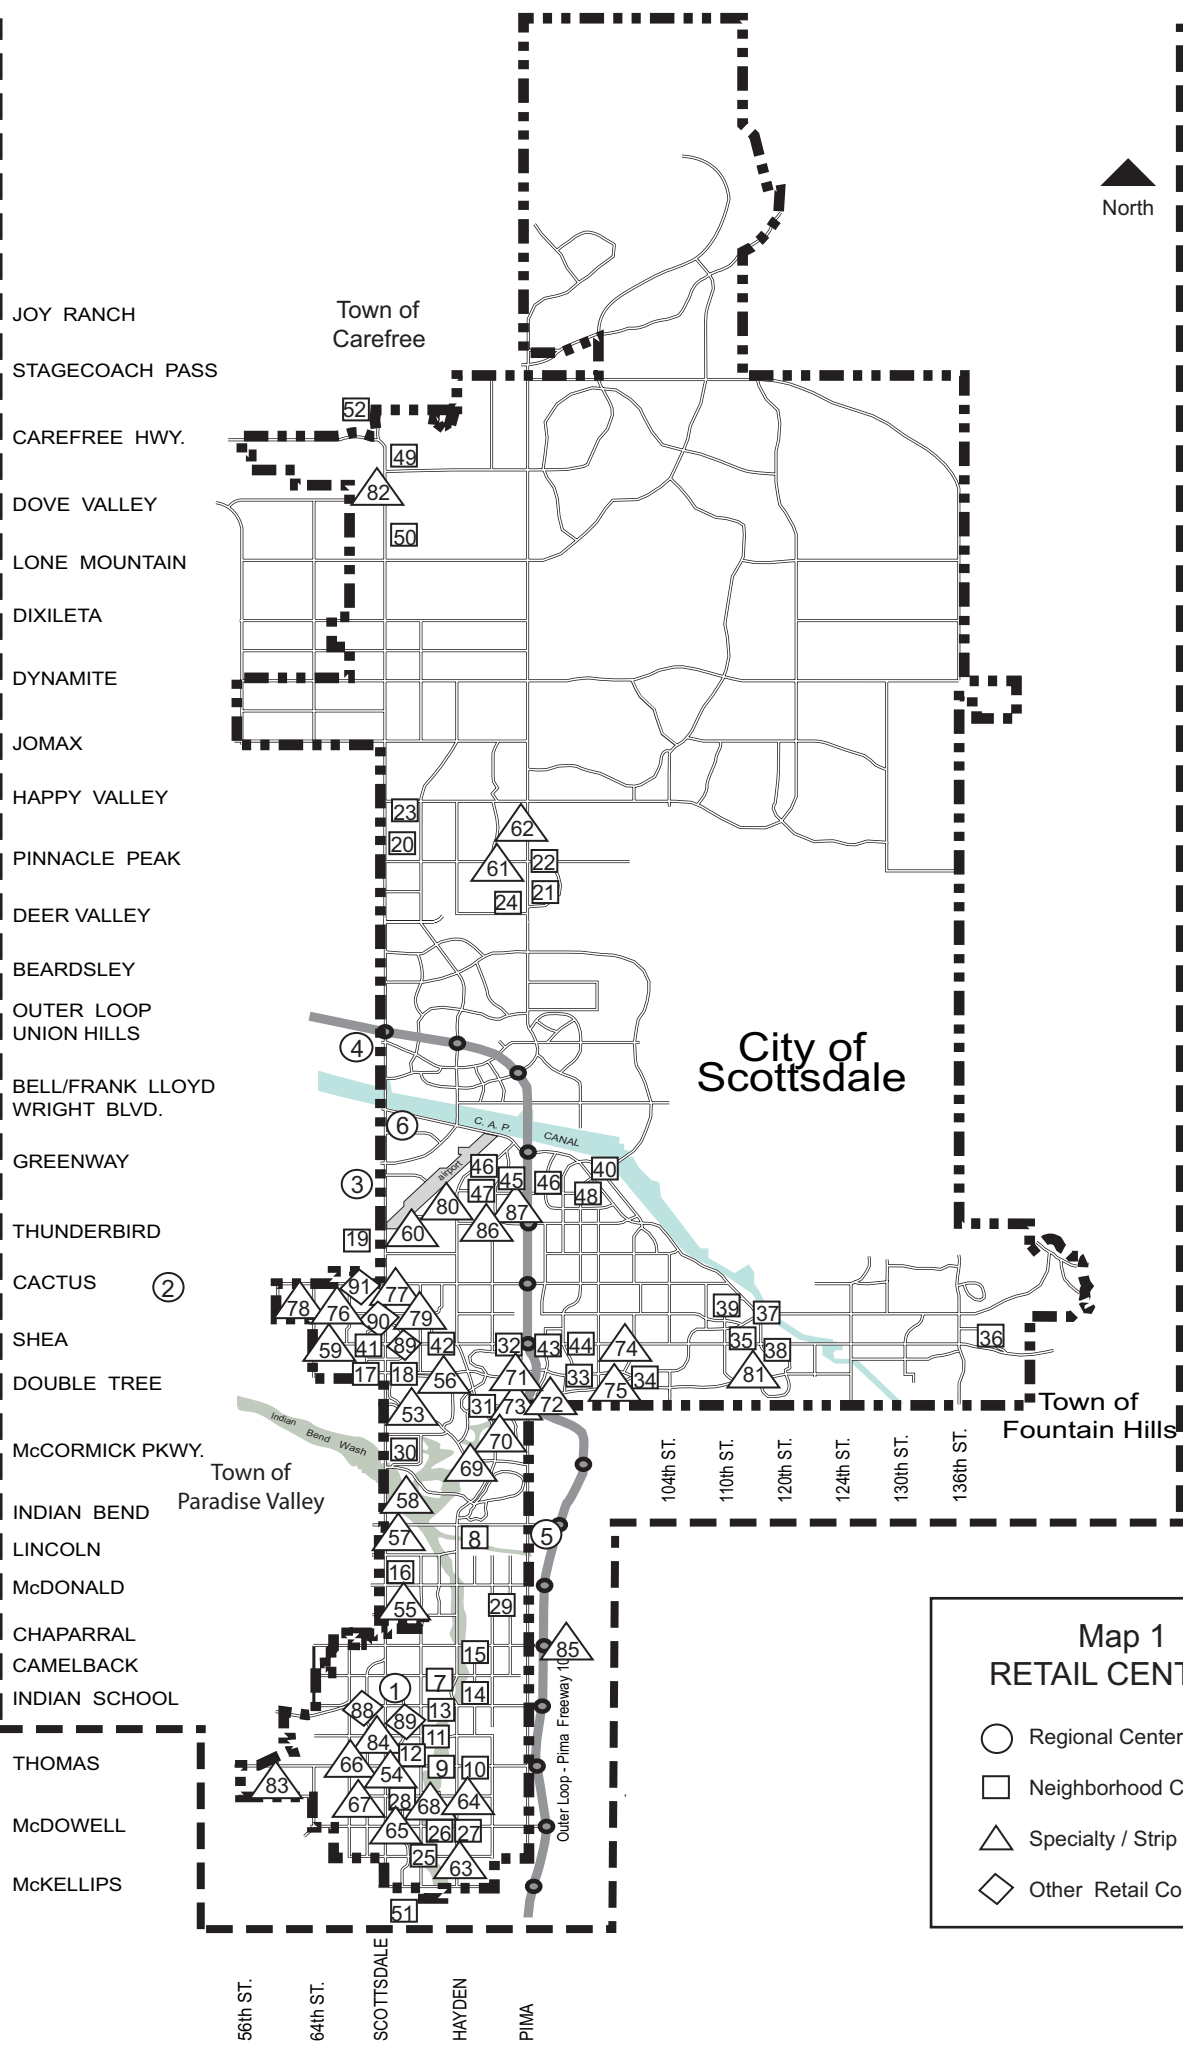 North
JOY RANCH
Town of
Carefree
STAGECOACH PASS
52
CAREFREE HWY.
49
82
DOVE VALLEY
50
LONE MOUNTAIN
DIXILETA
DYNAMITE
JOMAX
HAPPY VALLEY
23
62
20
PINNACLE PEAK
61
22
21
24
DEER VALLEY
BEARDSLEY
OUTER LOOP
UNION HILLS
4
City of
Scottsdale
BELL/FRANK LLOYD
WRIGHT BLVD.
6
C. A. P.
CANAL
GREENWAY
airport
46
45
46
40
3
47
48
80
87
THUNDERBIRD
19
60
86
CACTUS
2
91
77
78
76
90
79
39
37
SHEA
59
41
89
42
32
43
44
74
35
38
36
DOUBLE TREE
17
18
56
71
33
75
34
81
53
31
73
72
Town of
Fountain Hills
Indian
Bend
Wash
McCORMICK PKWY.
30
70
69
Town of
Paradise Valley
104th ST.
110th ST.
120th ST.
124th ST.
130th ST.
136th ST.
58
INDIAN BEND
57
8
5
LINCOLN
16
McDONALD
55
29
CHAPARRAL
15
85
CAMELBACK
7
1
14
INDIAN SCHOOL
88
89
13
84
11
12
THOMAS
66
54
9
10
83
67
28
68
64
McDOWELL
65
26
27
25
63
McKELLIPS
51
Outer Loop - Pima Freeway 10
56th ST.
64th ST.
SCOTTSDALE
HAYDEN
PIMA
Map 1
RETAIL CENT
Regional Center
Neighborhood C
Specialty / Strip
Other Retail Co